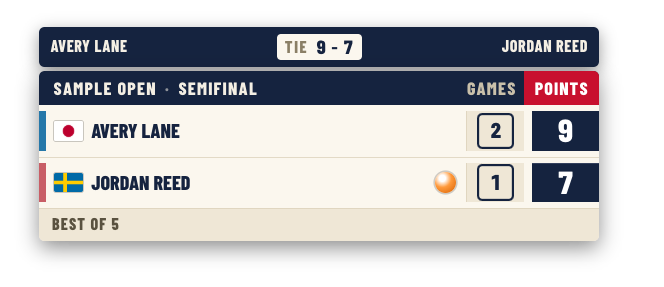 AVERY LANE TIE 9 - 7 JORDAN REED
SAMPLE OPEN · SEMIFINAL GAMES POINTS
AVERY LANE 2 9
JORDAN REED 1 7
BEST OF 5